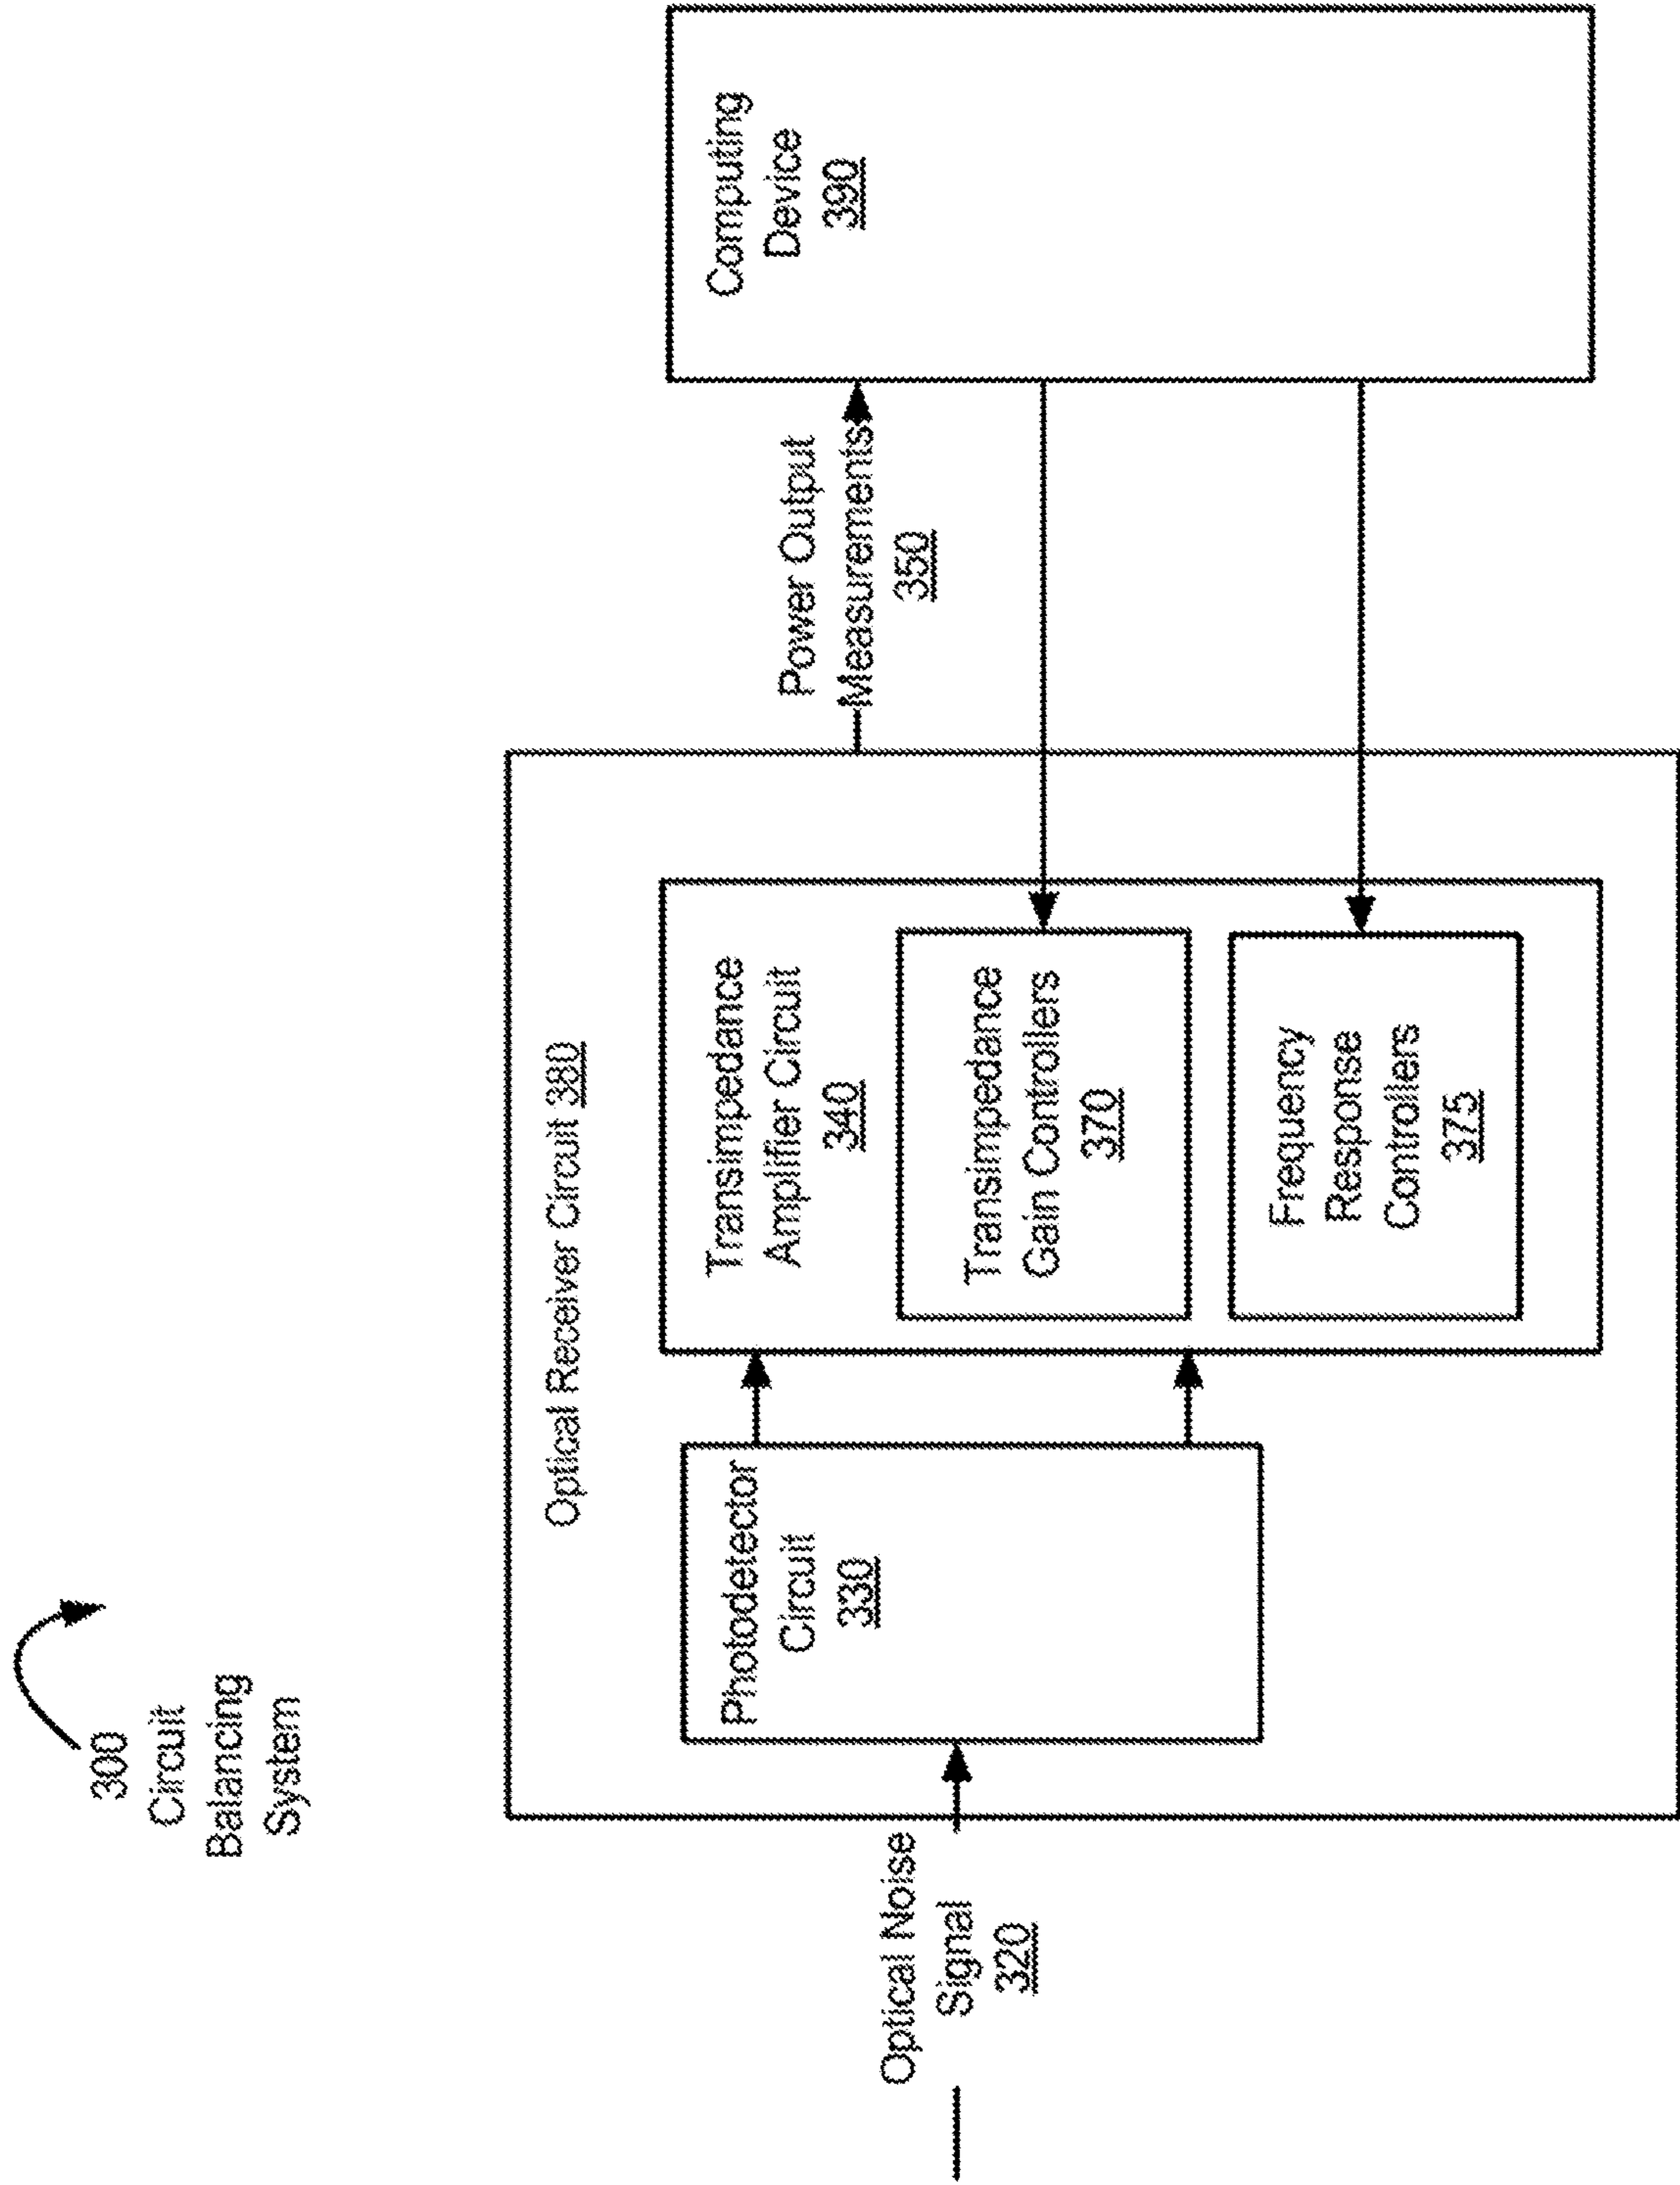 300
Circuit
Balancing
System
Optical Receiver Circuit 380
Optical Noise
Signal
320
Photodetector
Circuit
330
Transimpedance
Amplifier Circuit
340
Transimpedance
Gain Controllers
370
Frequency
Response
Controllers
375
Power Output
Measurements
350
Computing
Device
390